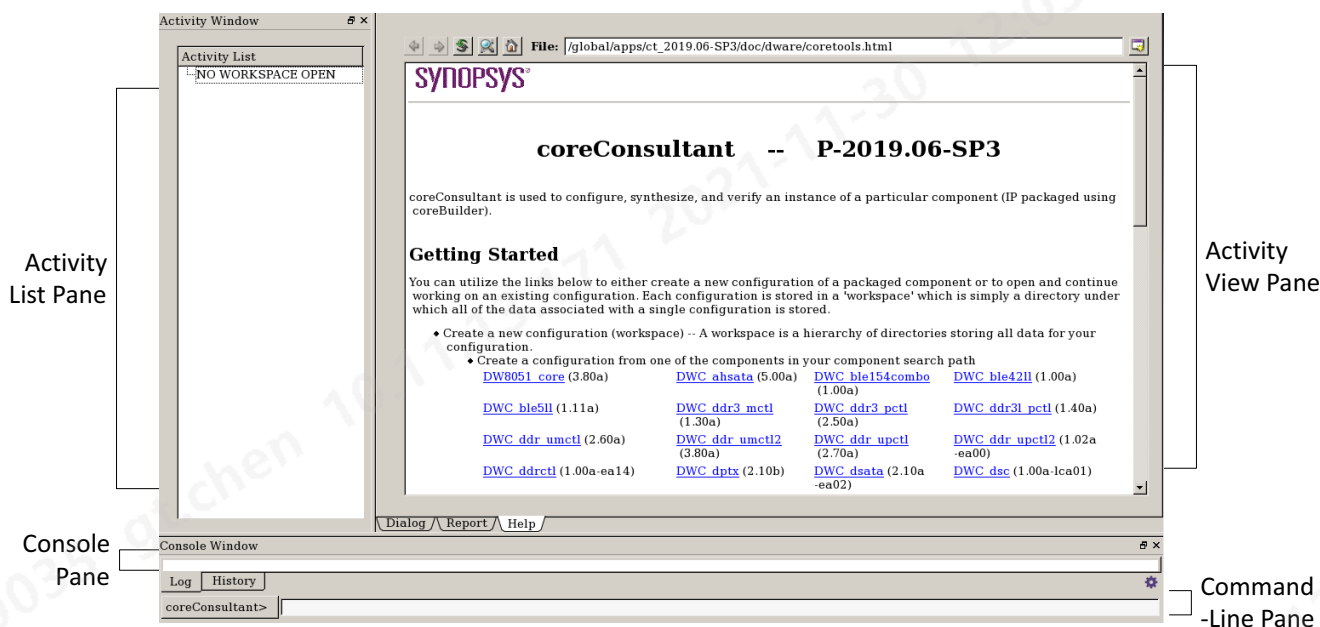 Activity Window
Activity List
NO WORKSPACE OPEN
File: /global/apps/ct_2019.06-SP3/doc/dware/coretools.html
SYNOPSYS®
coreConsultant -- P-2019.06-SP3
coreConsultant is used to configure, synthesize, and verify an instance of a particular component (IP packaged using
coreBuilder).
Getting Started
You can utilize the links below to either create a new configuration of a packaged component or to open and continue
working on an existing configuration. Each configuration is stored in a 'workspace' which is simply a directory under
which all of the data associated with a single configuration is stored.
Create a new configuration (workspace) -- A workspace is a hierarchy of directories storing all data for your
configuration.
Create a configuration from one of the components in your component search path
DW8051_core (3.80a) DWC_ahsata (5.00a) DWC_ble154combo DWC_ble42ll (1.00a)
(1.00a)
DWC_ble5ll (1.11a) DWC_ddr3_mctl DWC_ddr3_pctl DWC_ddr3l_pctl (1.40a)
(1.30a) (2.50a)
DWC_ddr_umctl (2.60a) DWC_ddr_umctl2 DWC_ddr_upctl DWC_ddr_upctl2 (1.02a
(3.80a) (2.70a) -ea00)
DWC_ddrctl (1.00a-ea14) DWC_dptx (2.10b) DWC_dsata (2.10a DWC_dsc (1.00a-lca01)
-ea02)
Dialog Report Help
Activity
List Pane
Activity
View Pane
Console Window
Console
Pane
Log History
coreConsultant>
Command
-Line Pane
gt.chen 2021-11-30